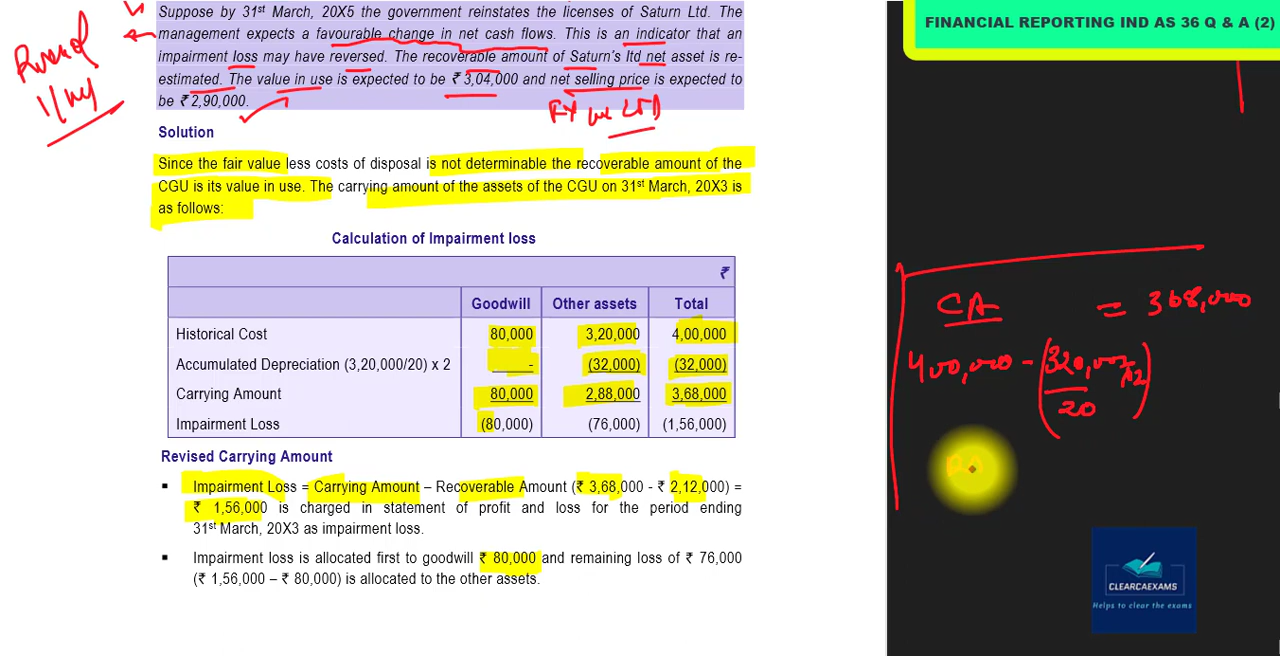 FINANCIAL REPORTING IND AS 36 Q & A (2)
Suppose by 31st March, 20X5 the government reinstates the licenses of Saturn Ltd. The
management expects a favourable change in net cash flows. This is an indicator that an
impairment loss may have reversed. The recoverable amount of Saturn's ltd net asset is re-
estimated. The value in use is expected to be ₹ 3,04,000 and net selling price is expected to
be ₹ 2,90,000.
Solution
Since the fair value less costs of disposal is not determinable the recoverable amount of the
CGU is its value in use. The carrying amount of the assets of the CGU on 31st March, 20X3 is
as follows:
Calculation of Impairment loss
₹
Goodwill Other assets Total
Historical Cost 80,000 3,20,000 4,00,000
Accumulated Depreciation (3,20,000/20) x 2 - (32,000) (32,000)
Carrying Amount 80,000 2,88,000 3,68,000
Impairment Loss (80,000) (76,000) (1,56,000)
Revised Carrying Amount
▪ Impairment Loss = Carrying Amount – Recoverable Amount (₹ 3,68,000 - ₹ 2,12,000) =
₹ 1,56,000 is charged in statement of profit and loss for the period ending
31st March, 20X3 as impairment loss.
▪ Impairment loss is allocated first to goodwill ₹ 80,000 and remaining loss of ₹ 76,000
(₹ 1,56,000 – ₹ 80,000) is allocated to the other assets.
CA = 368,000
400,000 - (320,000/20 x2)
RA
CLEARCAEXAMS
Helps to clear the exams